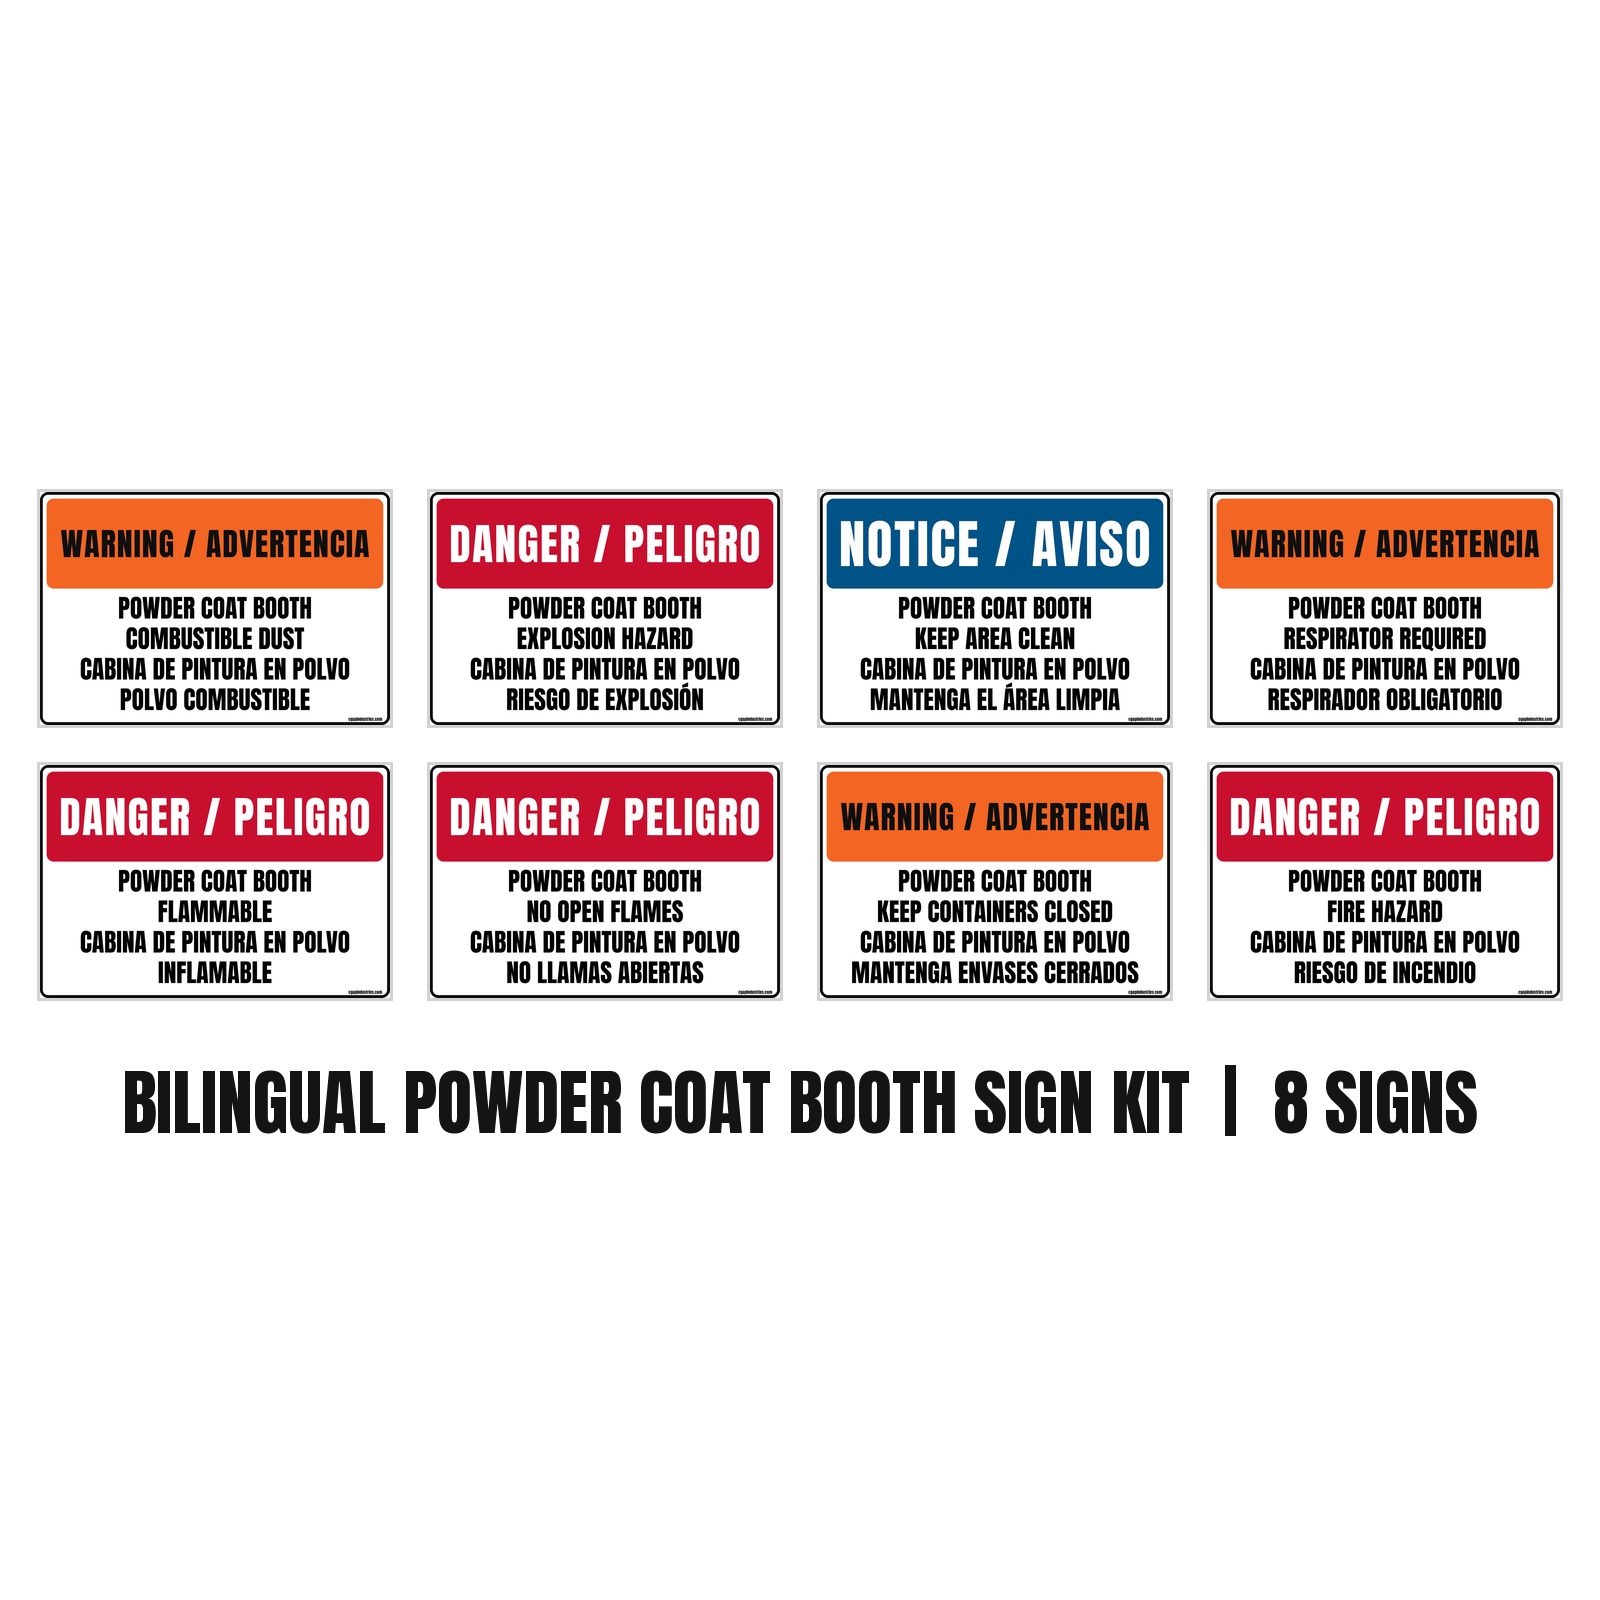 WARNING / ADVERTENCIA
POWDER COAT BOOTH
COMBUSTIBLE DUST
CABINA DE PINTURA EN POLVO
POLVO COMBUSTIBLE
DANGER / PELIGRO
POWDER COAT BOOTH
EXPLOSION HAZARD
CABINA DE PINTURA EN POLVO
RIESGO DE EXPLOSIÓN
NOTICE / AVISO
POWDER COAT BOOTH
KEEP AREA CLEAN
CABINA DE PINTURA EN POLVO
MANTENGA EL ÁREA LIMPIA
WARNING / ADVERTENCIA
POWDER COAT BOOTH
RESPIRATOR REQUIRED
CABINA DE PINTURA EN POLVO
RESPIRADOR OBLIGATORIO
DANGER / PELIGRO
POWDER COAT BOOTH
FLAMMABLE
CABINA DE PINTURA EN POLVO
INFLAMABLE
DANGER / PELIGRO
POWDER COAT BOOTH
NO OPEN FLAMES
CABINA DE PINTURA EN POLVO
NO LLAMAS ABIERTAS
WARNING / ADVERTENCIA
POWDER COAT BOOTH
KEEP CONTAINERS CLOSED
CABINA DE PINTURA EN POLVO
MANTENGA ENVASES CERRADOS
DANGER / PELIGRO
POWDER COAT BOOTH
FIRE HAZARD
CABINA DE PINTURA EN POLVO
RIESGO DE INCENDIO
BILINGUAL POWDER COAT BOOTH SIGN KIT | 8 SIGNS